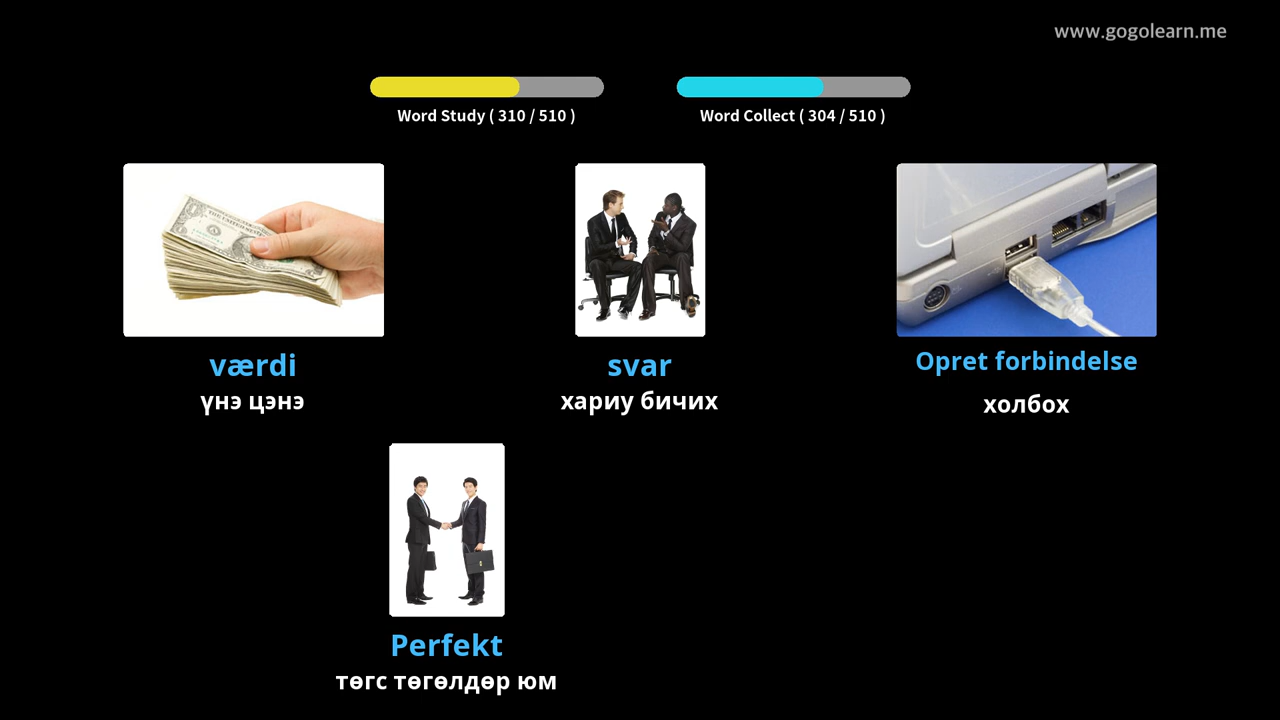 www.gogolearn.me
Word Study ( 310 / 510 )
Word Collect ( 304 / 510 )
værdi
үнэ цэнэ
svar
хариу бичих
Opret forbindelse
холбох
Perfekt
төгс төгөлдөр юм